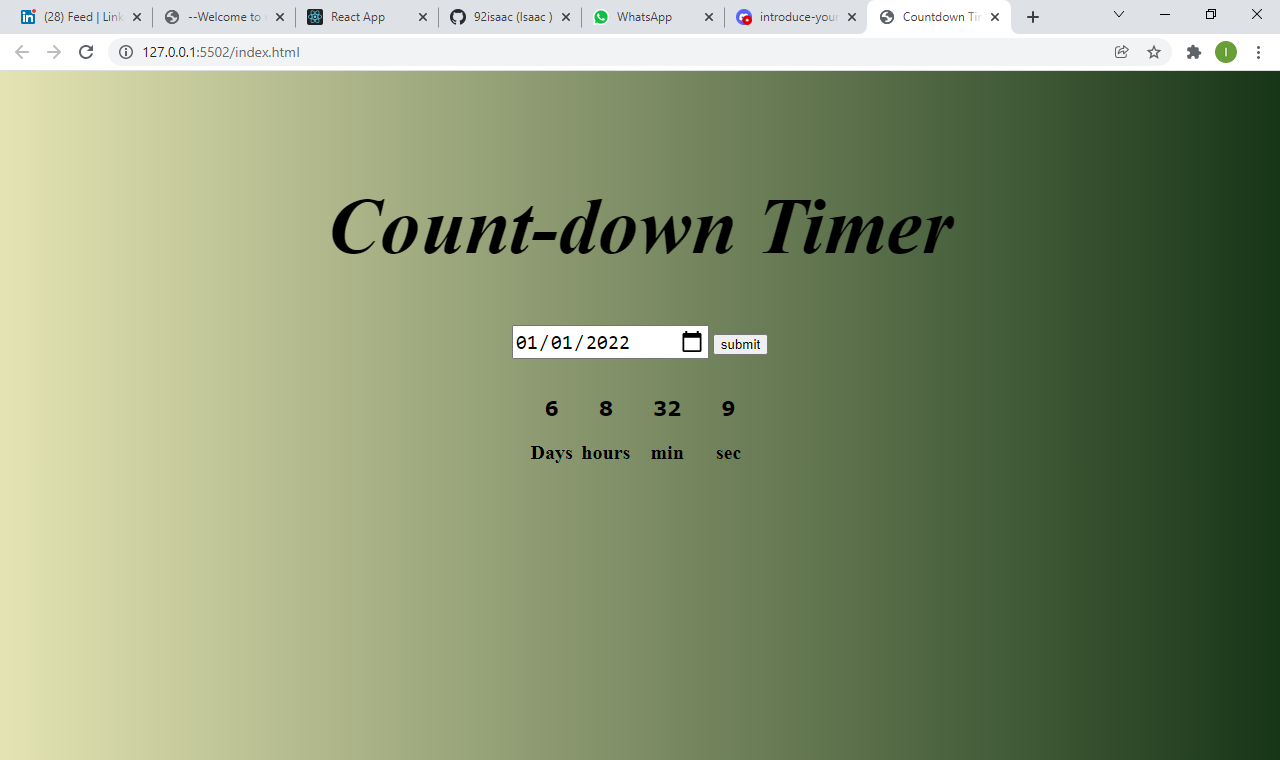 (28) Feed | Link
--Welcome to
React App
92isaac (Isaac )
WhatsApp
introduce-your
Countdown Tim
127.0.0.1:5502/index.html
I
Count-down Timer
01/01/2022
submit
6 8 32 9
Days hours min sec